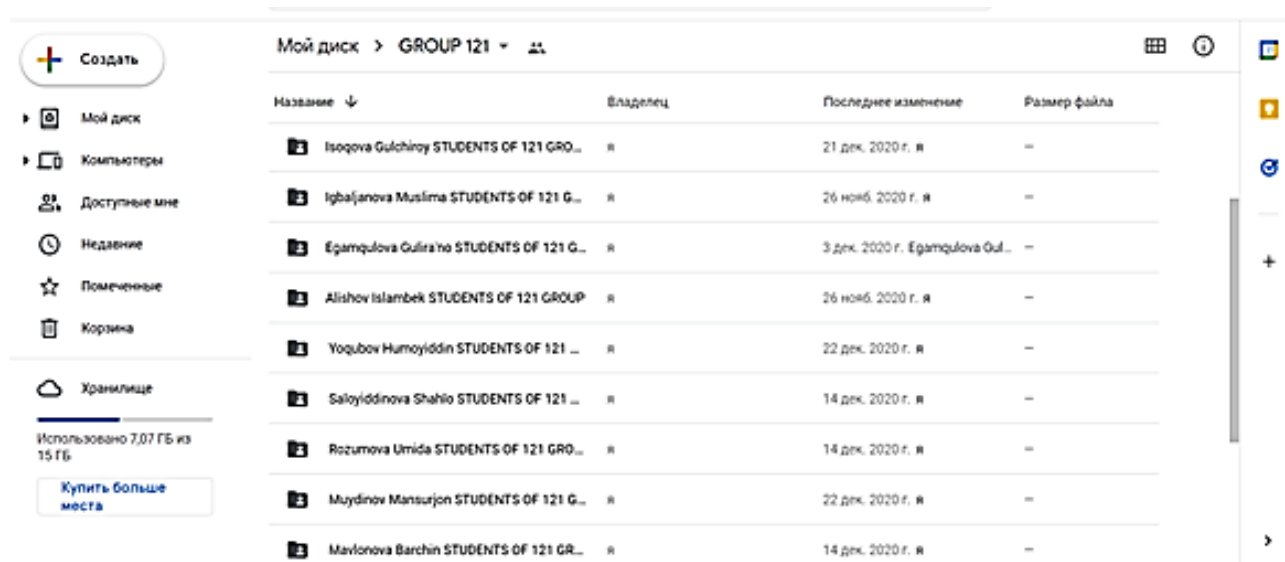 Создать
Мой диск
Компьютеры
Доступные мне
Недавние
Помеченные
Корзина
Хранилище
Использовано 7,07 ГБ из
15 ГБ
Купить больше
места
Мой диск > GROUP 121
Название Владелец Последнее изменение Размер файла
Isoqova Gulchiroy STUDENTS OF 121 GRO... я 21 дек. 2020 г. я —
Igbaljanova Muslima STUDENTS OF 121 G... я 26 нояб. 2020 г. я —
Egamqulova Gulira'no STUDENTS OF 121 G... я 3 дек. 2020 г. Egamqulova Gul... —
Alishov Islambek STUDENTS OF 121 GROUP я 26 нояб. 2020 г. я —
Yoqubov Humoyiddin STUDENTS OF 121 ... я 22 дек. 2020 г. я —
Saloyiddinova Shahlo STUDENTS OF 121 ... я 14 дек. 2020 г. я —
Rozumova Umida STUDENTS OF 121 GRO... я 14 дек. 2020 г. я —
Muydinov Mansurjon STUDENTS OF 121 G... я 22 дек. 2020 г. я —
Mavlonova Barchin STUDENTS OF 121 GR... я 14 дек. 2020 г. я —